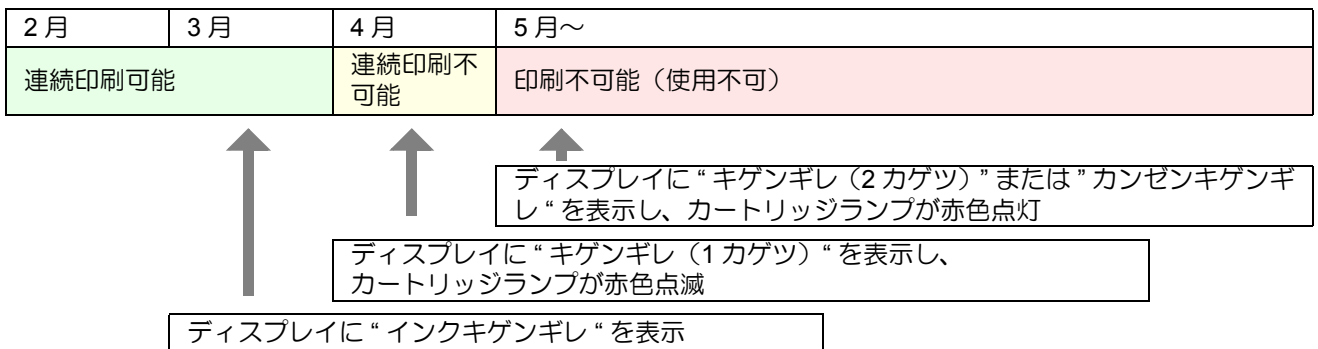 2月 3月 4月 5月～
連続印刷可能
連続印刷不
可能
印刷不可能（使用不可）
ディスプレイに“キゲンギレ（2カゲツ）”または”カンゼンキゲンギ
レ“を表示し、カートリッジランプが赤色点灯
ディスプレイに“キゲンギレ（1カゲツ）“を表示し、
カートリッジランプが赤色点滅
ディスプレイに“インクキゲンギレ“を表示